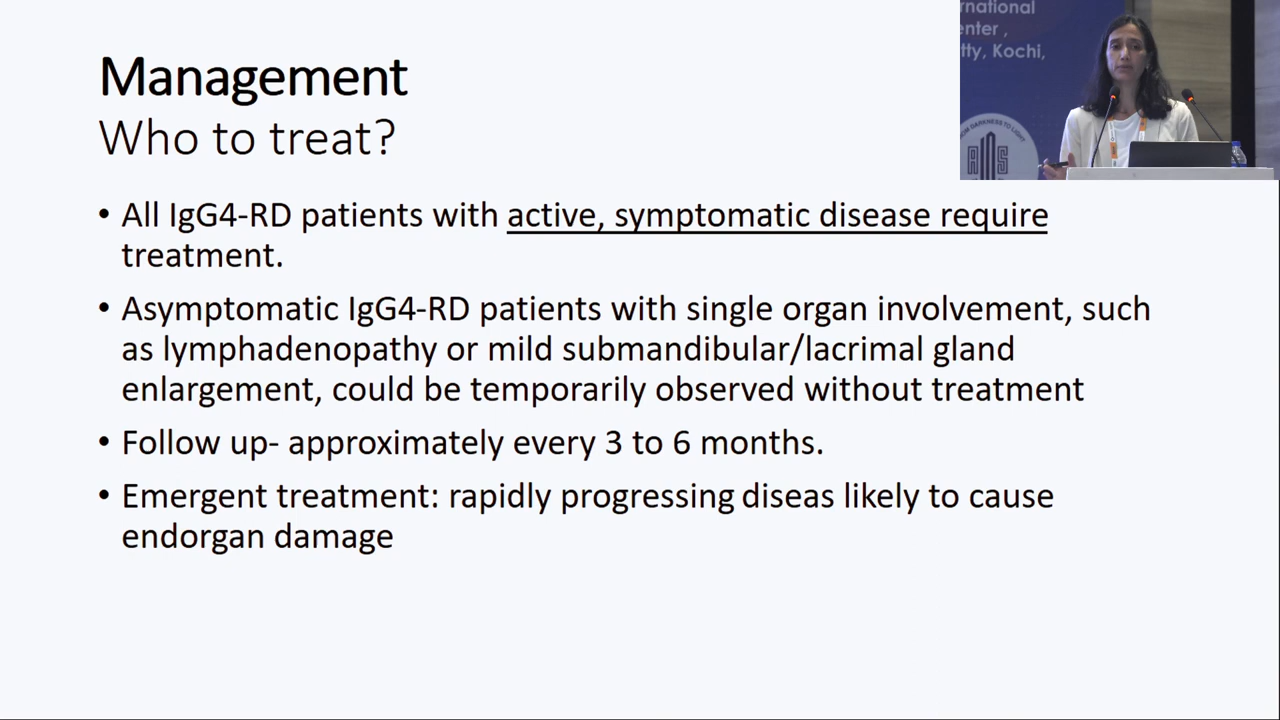 Management
Who to treat?
• All IgG4-RD patients with active, symptomatic disease require
treatment.
• Asymptomatic IgG4-RD patients with single organ involvement, such
as lymphadenopathy or mild submandibular/lacrimal gland
enlargement, could be temporarily observed without treatment
• Follow up- approximately every 3 to 6 months.
• Emergent treatment: rapidly progressing diseas likely to cause
endorgan damage
rnational
enter ,
tty, Kochi,
DARKNESS TO LIGHT